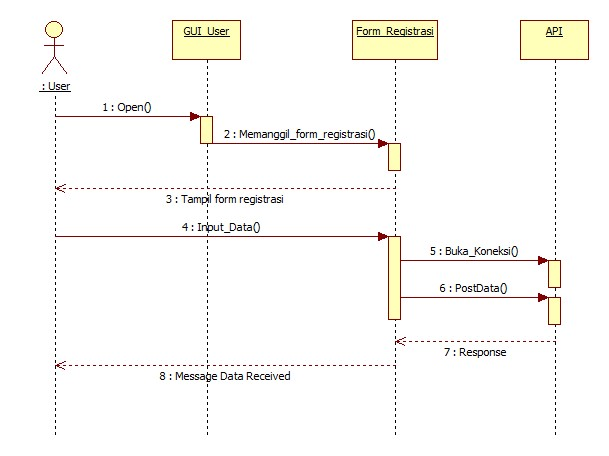 GUI_User
Form_Registrasi
API
: User
1 : Open()
2 : Memanggil_form_registrasi()
3 : Tampil form registrasi
4 : Input_Data()
5 : Buka_Koneksi()
6 : PostData()
7 : Response
8 : Message Data Received